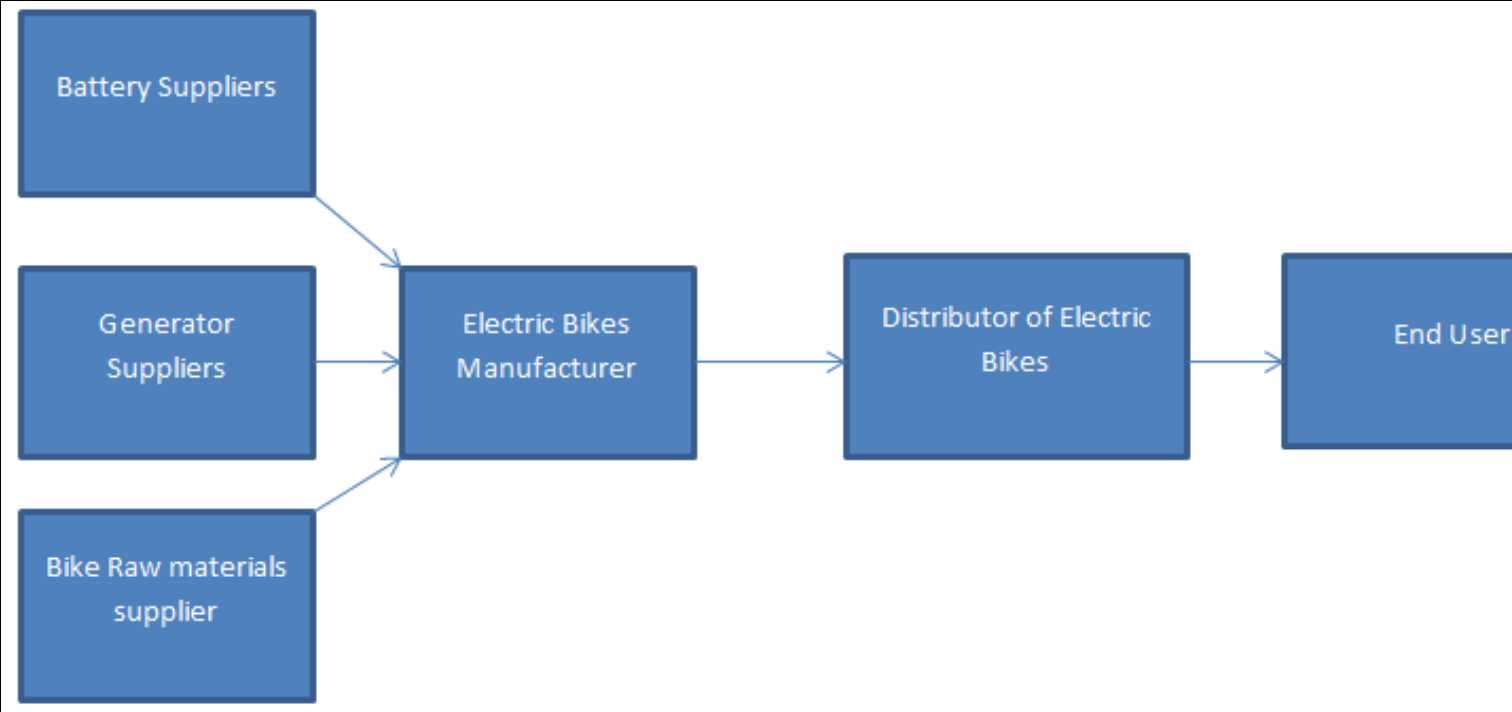 Battery Suppliers
Generator
Suppliers
Bike Raw materials
supplier
Electric Bikes
Manufacturer
Distributor of Electric
Bikes
End User